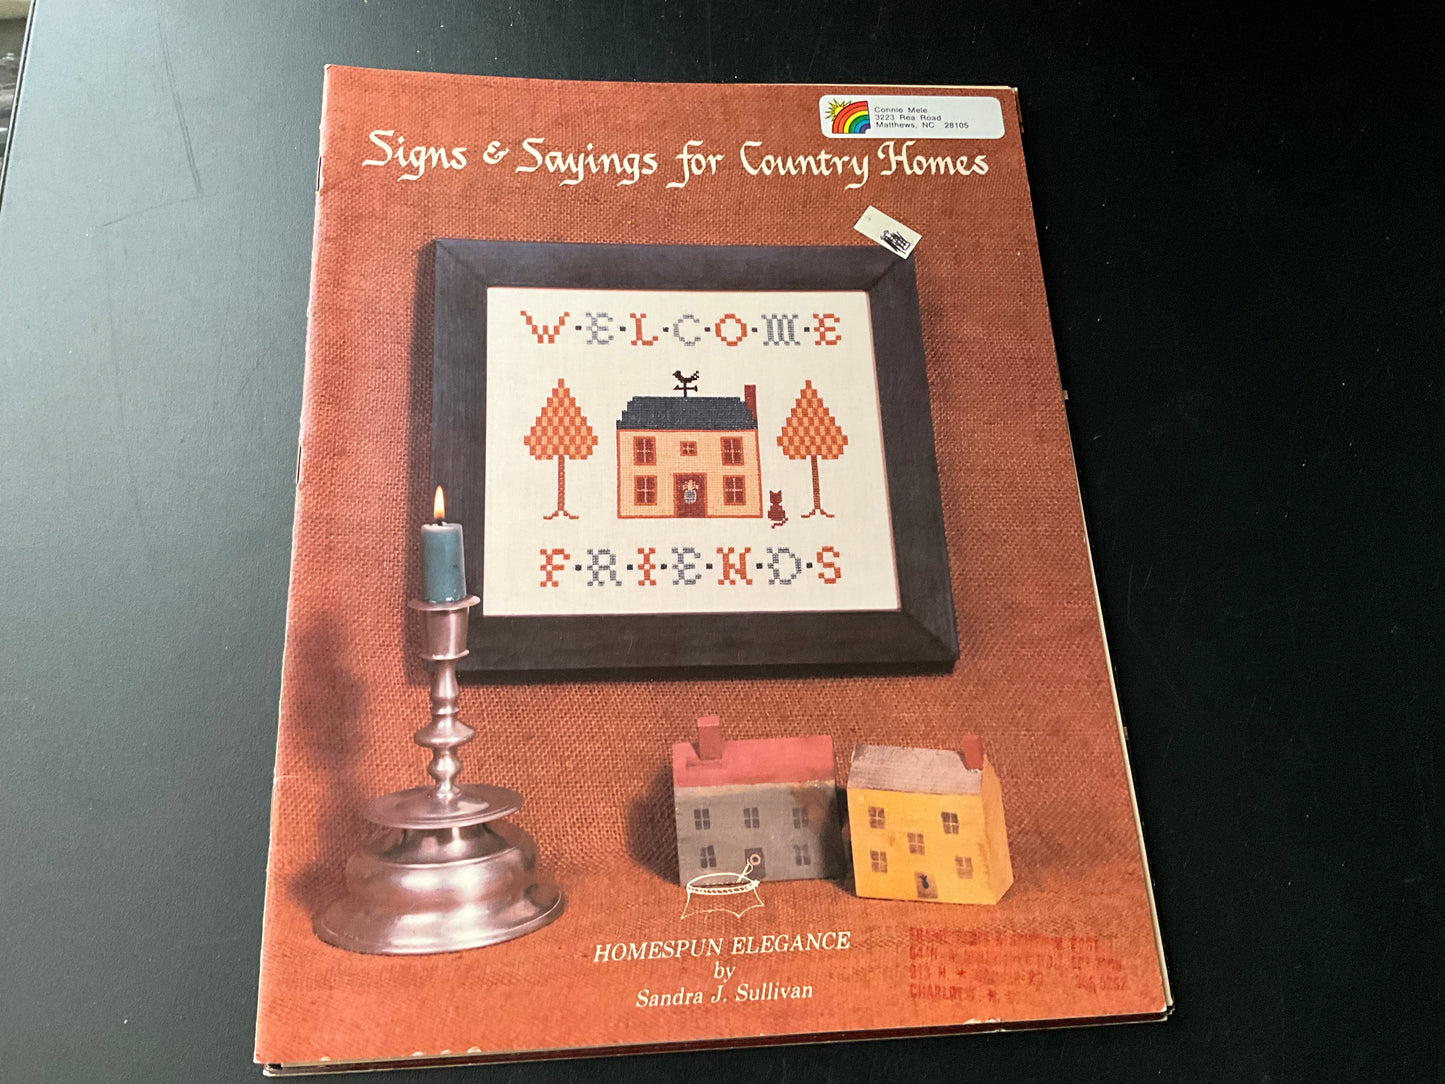 Connie Mele
3223 Rea Road
Matthews, NC 28105
Signs & Sayings for Country Homes
W·E·L·C·O·M·E
F·R·I·E·N·D·S
HOMESPUN ELEGANCE
by
Sandra J. Sullivan